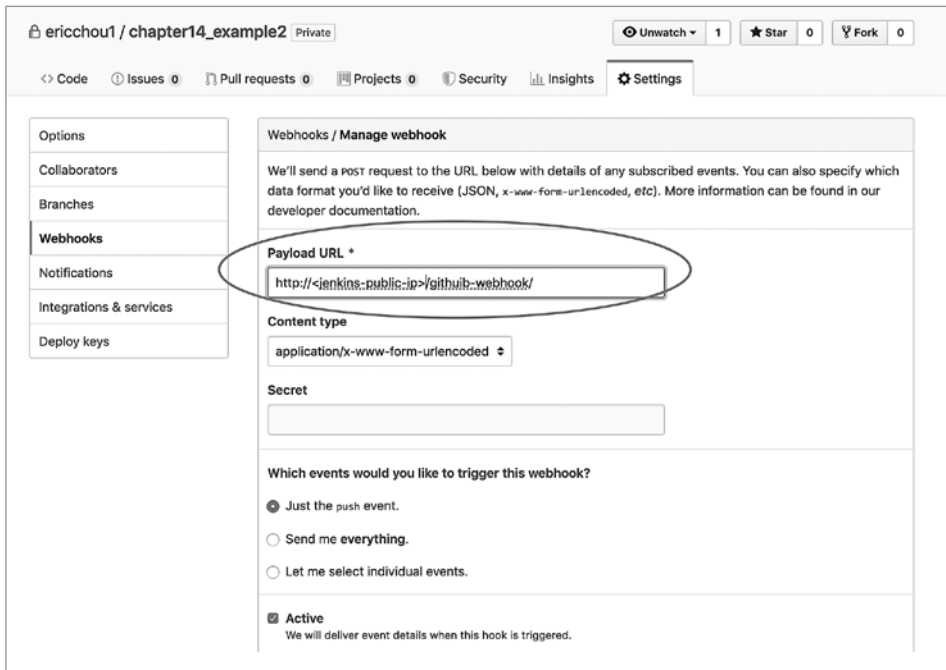 ericchou1 / chapter14_example2 Private
Unwatch 1 Star 0 Fork 0
<> Code Issues 0 Pull requests 0 Projects 0 Security Insights Settings
Options
Collaborators
Branches
Webhooks
Notifications
Integrations & services
Deploy keys
Webhooks / Manage webhook
We'll send a POST request to the URL below with details of any subscribed events. You can also specify which
data format you'd like to receive (JSON, x-www-form-urlencoded, etc). More information can be found in our
developer documentation.
Payload URL *
http://<jenkins-public-ip>/githuib-webhook/
Content type
application/x-www-form-urlencoded
Secret
Which events would you like to trigger this webhook?
Just the push event.
Send me everything.
Let me select individual events.
Active
We will deliver event details when this hook is triggered.